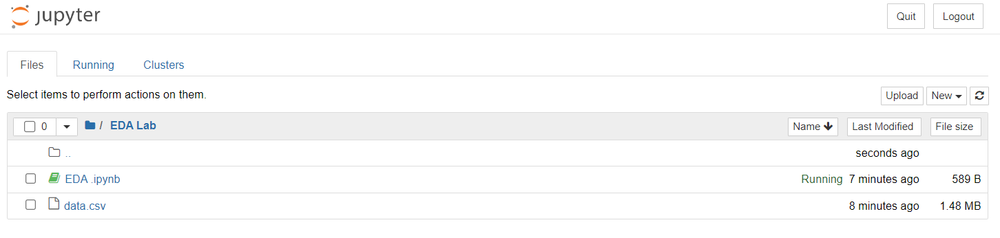 jupyter Quit Logout
Files Running Clusters
Select items to perform actions on them. Upload New
0 / EDA Lab Name Last Modified File size
.. seconds ago
EDA .ipynb Running 7 minutes ago 589 B
data.csv 8 minutes ago 1.48 MB